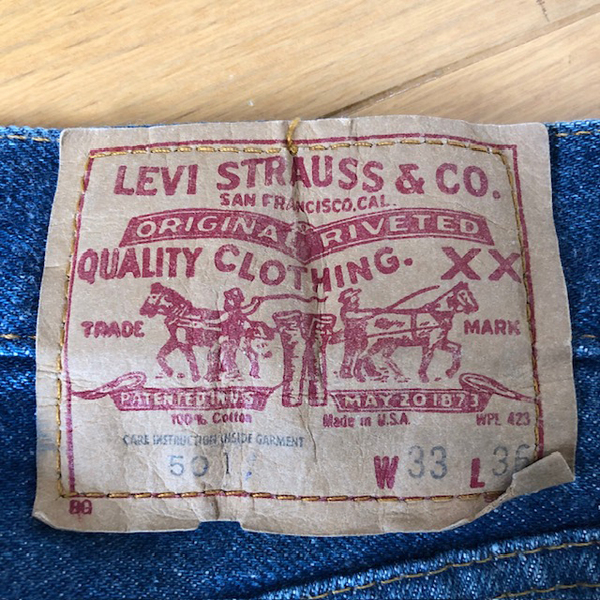 LEVI STRAUSS & CO.
SAN FRANCISCO, CAL.
ORIGINAL RIVETED
QUALITY CLOTHING. XX
TRADE MARK
PATENTED IN U.S. MAY 20 1873
100% Cotton Made in U.S.A. WPL 423
CARE INSTRUCTION INSIDE GARMENT
501 W 33 L 36